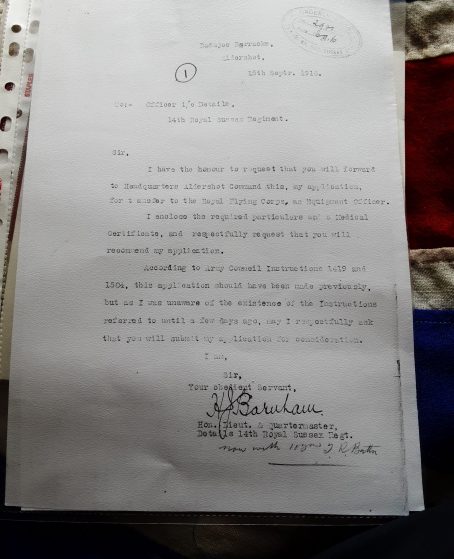 Badajos Barracks,
Aldershot,
18th Septr. 1916.
1
To:- Officer i/c Details,
14th Royal Sussex Regiment.
Sir,
I have the honour to request that you will forward
to Headquarters Aldershot Command this, my application,
for transfer to the Royal Flying Corps, as Equipment Officer.
I enclose the required particulars and a Medical
Certificate, and respectfully request that you will
recommend my application.
According to Army Council Instructions 1419 and
1504, this application should have been made previously,
but as I was unaware of the existence of the Instructions
referred to until a few days ago, may I respectfully ask
that you will submit my application for consideration.
I am,
Sir,
Your obedient Servant,
H J Barnham.
Hon. Lieut. & Quartermaster,
Details 14th Royal Sussex Regt.
now with T. R. Battn